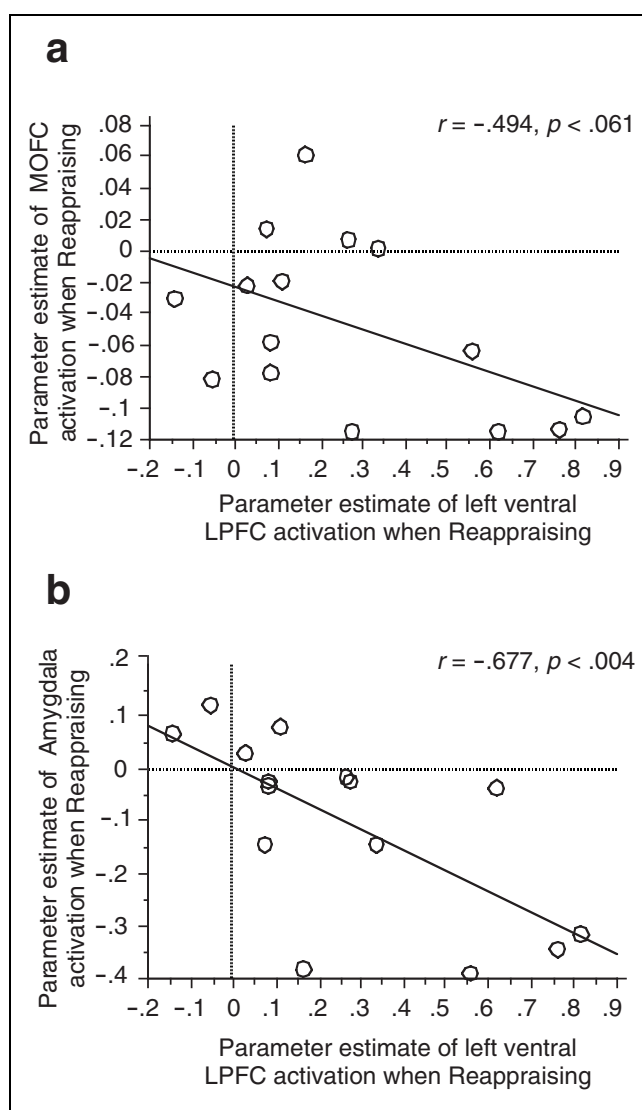 a
r = -.494, p < .061
Parameter estimate of MOFC
activation when Reappraising
.08
.06
.04
.02
0
-.02
-.04
-.06
-.08
-.1
-.12
-.2 -.1 0 .1 .2 .3 .4 .5 .6 .7 .8 .9
Parameter estimate of left ventral
LPFC activation when Reappraising
b
r = -.677, p < .004
Parameter estimate of Amygdala
activation when Reappraising
.2
.1
0
-.1
-.2
-.3
-.4
-.2 -.1 0 .1 .2 .3 .4 .5 .6 .7 .8 .9
Parameter estimate of left ventral
LPFC activation when Reappraising